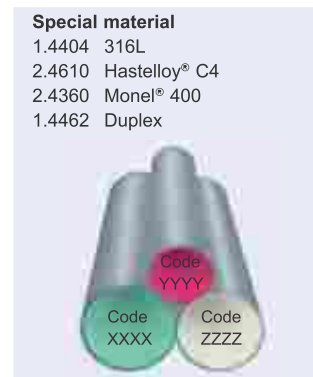 Special material
1.4404 316L
2.4610 Hastelloy® C4
2.4360 Monel® 400
1.4462 Duplex
Code
YYYY
Code
XXXX
Code
ZZZZ